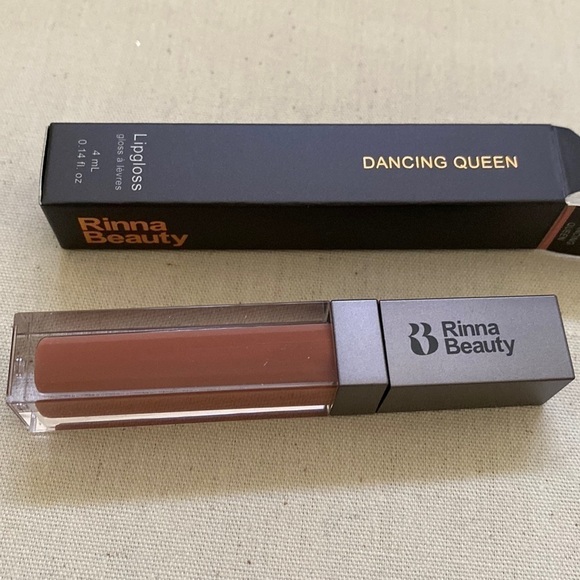 Lipgloss
gloss à lèvres
4 mL
0.14 fl. oz
DANCING QUEEN
Rinna
Beauty
Rinna
Beauty